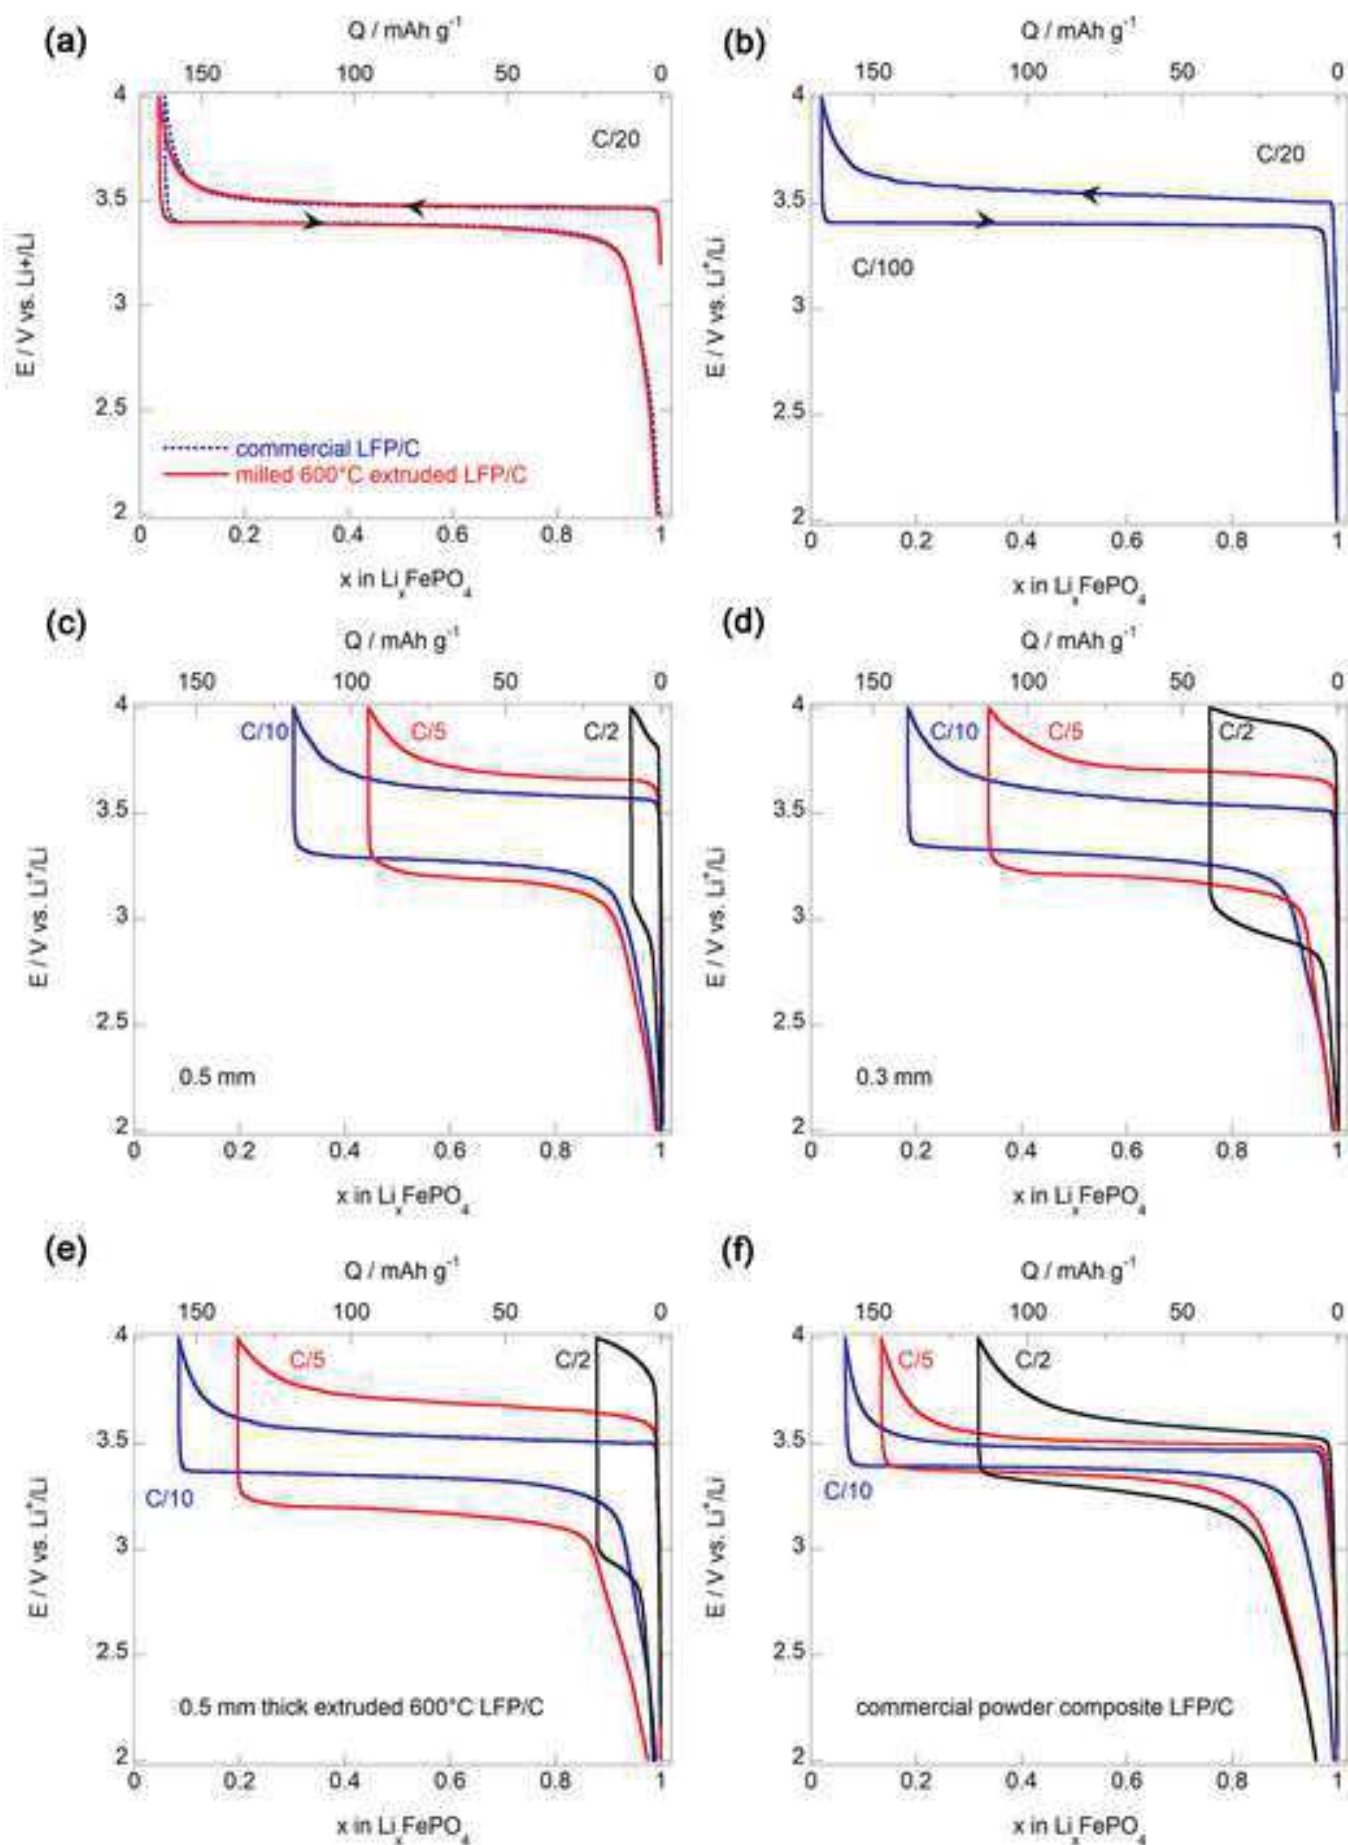 (a)
Q / mAh g⁻¹
150 100 50 0
4
C/20
3.5
3
2.5
2
E / V vs. Li+/Li
commercial LFP/C
milled 600°C extruded LFP/C
0 0.2 0.4 0.6 0.8 1
x in LiₓFePO₄
(b)
Q / mAh g⁻¹
150 100 50 0
4
C/20
3.5
C/100
3
2.5
2
E / V vs. Li⁺/Li
0 0.2 0.4 0.6 0.8 1
x in LiₓFePO₄
(c)
Q / mAh g⁻¹
150 100 50 0
4
C/10 C/5 C/2
3.5
3
2.5
2
E / V vs. Li⁺/Li
0.5 mm
0 0.2 0.4 0.6 0.8 1
x in LiₓFePO₄
(d)
Q / mAh g⁻¹
150 100 50 0
4
C/10 C/5 C/2
3.5
3
2.5
2
E / V vs. Li⁺/Li
0.3 mm
0 0.2 0.4 0.6 0.8 1
x in LiₓFePO₄
(e)
Q / mAh g⁻¹
150 100 50 0
4
C/5 C/2
3.5
C/10
3
2.5
2
E / V vs. Li⁺/Li
0.5 mm thick extruded 600°C LFP/C
0 0.2 0.4 0.6 0.8 1
x in LiₓFePO₄
(f)
Q / mAh g⁻¹
150 100 50 0
4
C/5 C/2
3.5
C/10
3
2.5
2
E / V vs. Li⁺/Li
commercial powder composite LFP/C
0 0.2 0.4 0.6 0.8 1
x in LiₓFePO₄